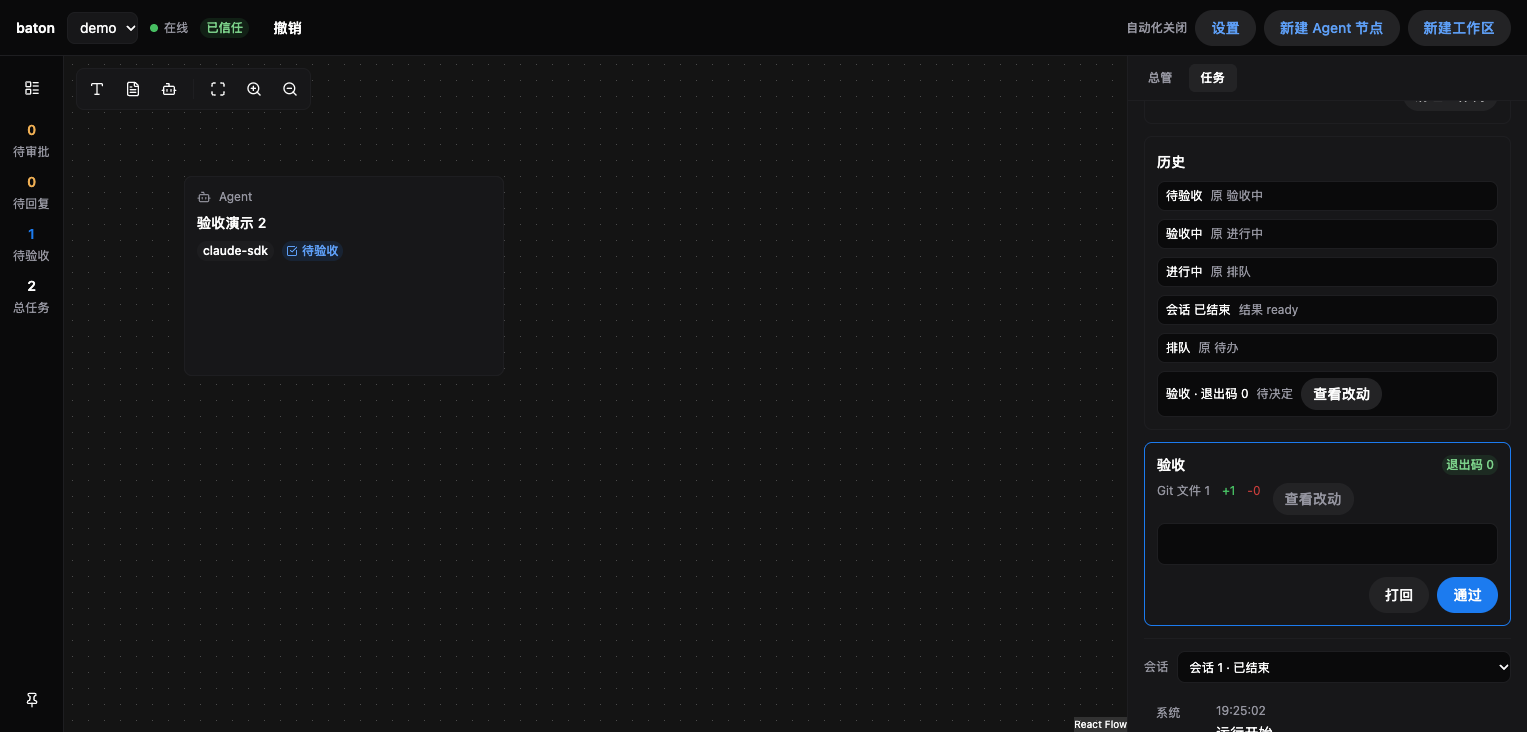 baton demo 在线 已信任 撤销 自动化关闭 设置 新建 Agent 节点 新建工作区
0
待审批
0
待回复
1
待验收
2
总任务
Agent
验收演示 2
claude-sdk 待验收
React Flow
总管 任务
历史
待验收 原 验收中
验收中 原 进行中
进行中 原 排队
会话 已结束 结果 ready
排队 原 待办
验收 · 退出码 0 待决定 查看改动
验收 退出码 0
Git 文件 1 +1 -0 查看改动
打回 通过
会话 会话 1 · 已结束
系统 19:25:02
运行开始